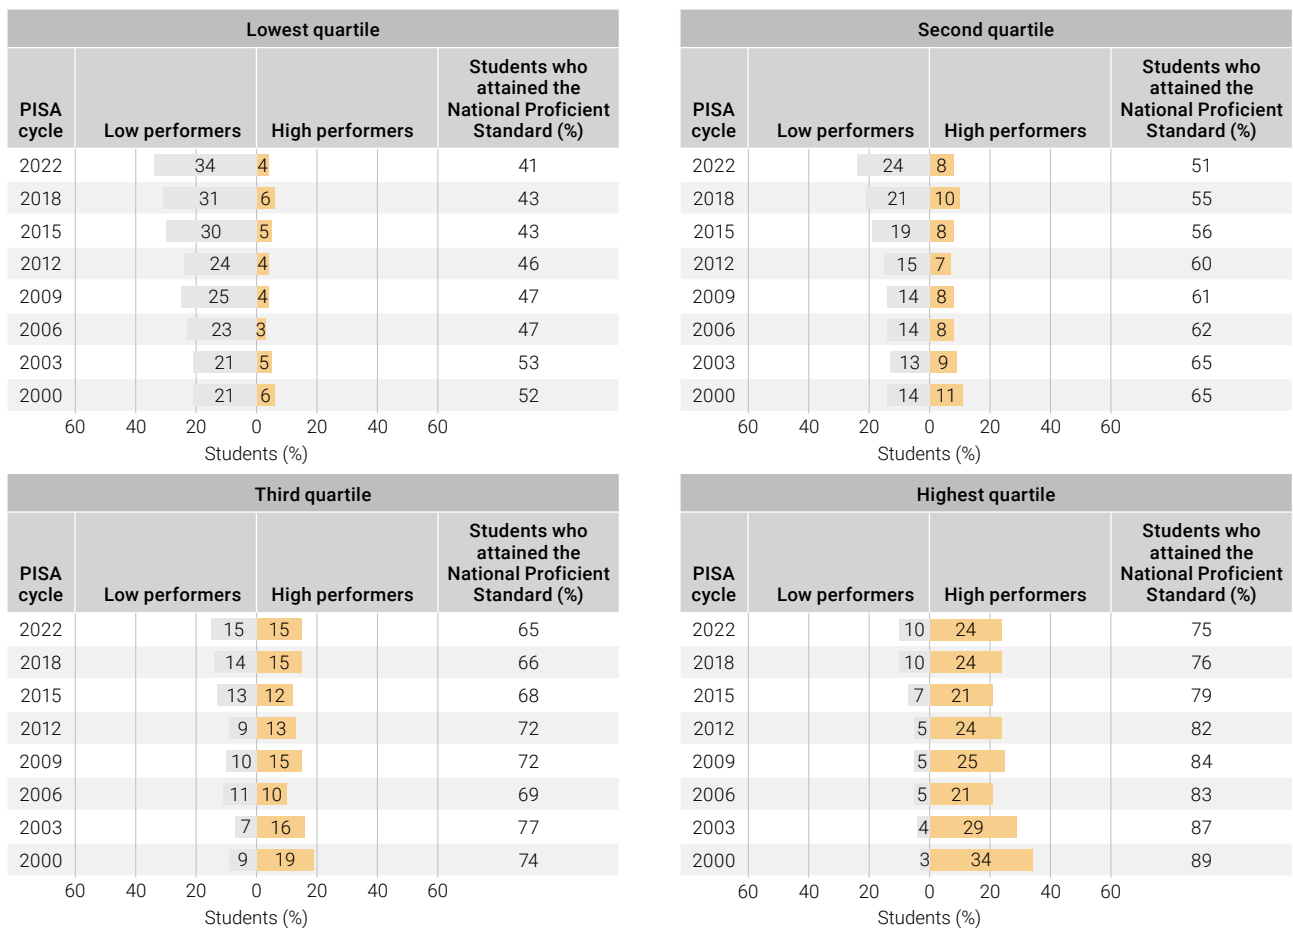 Lowest quartile
PISA cycle Low performers High performers Students who attained the National Proficient Standard (%)
2022 34 4 41
2018 31 6 43
2015 30 5 43
2012 24 4 46
2009 25 4 47
2006 23 3 47
2003 21 5 53
2000 21 6 52
60 40 20 0 20 40 60
Students (%)
Second quartile
PISA cycle Low performers High performers Students who attained the National Proficient Standard (%)
2022 24 8 51
2018 21 10 55
2015 19 8 56
2012 15 7 60
2009 14 8 61
2006 14 8 62
2003 13 9 65
2000 14 11 65
60 40 20 0 20 40 60
Students (%)
Third quartile
PISA cycle Low performers High performers Students who attained the National Proficient Standard (%)
2022 15 15 65
2018 14 15 66
2015 13 12 68
2012 9 13 72
2009 10 15 72
2006 11 10 69
2003 7 16 77
2000 9 19 74
60 40 20 0 20 40 60
Students (%)
Highest quartile
PISA cycle Low performers High performers Students who attained the National Proficient Standard (%)
2022 10 24 75
2018 10 24 76
2015 7 21 79
2012 5 24 82
2009 5 25 84
2006 5 21 83
2003 4 29 87
2000 3 34 89
60 40 20 0 20 40 60
Students (%)